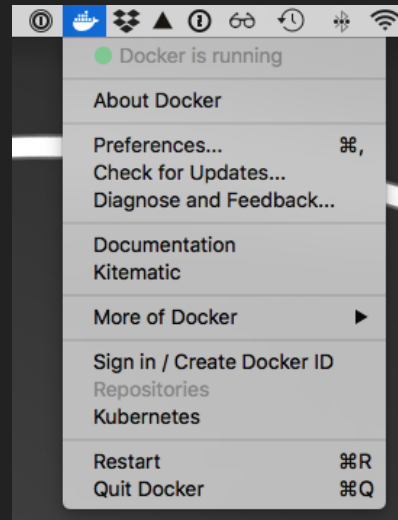 Docker is running
About Docker
Preferences... ⌘,
Check for Updates...
Diagnose and Feedback...
Documentation
Kitematic
More of Docker ▶
Sign in / Create Docker ID
Repositories
Kubernetes
Restart ⌘R
Quit Docker ⌘Q